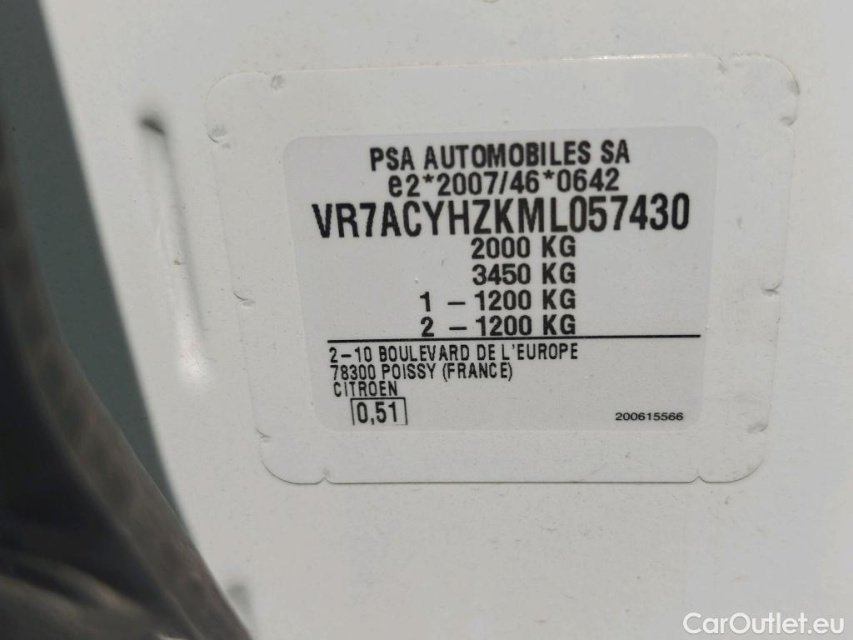 PSA AUTOMOBILES SA
e2*2007/46*0642
VR7ACYHZKML057430
2000 KG
3450 KG
1 – 1200 KG
2 – 1200 KG
2–10 BOULEVARD DE L'EUROPE
78300 POISSY (FRANCE)
CITROEN
0,51
200615566
CarOutlet.eu